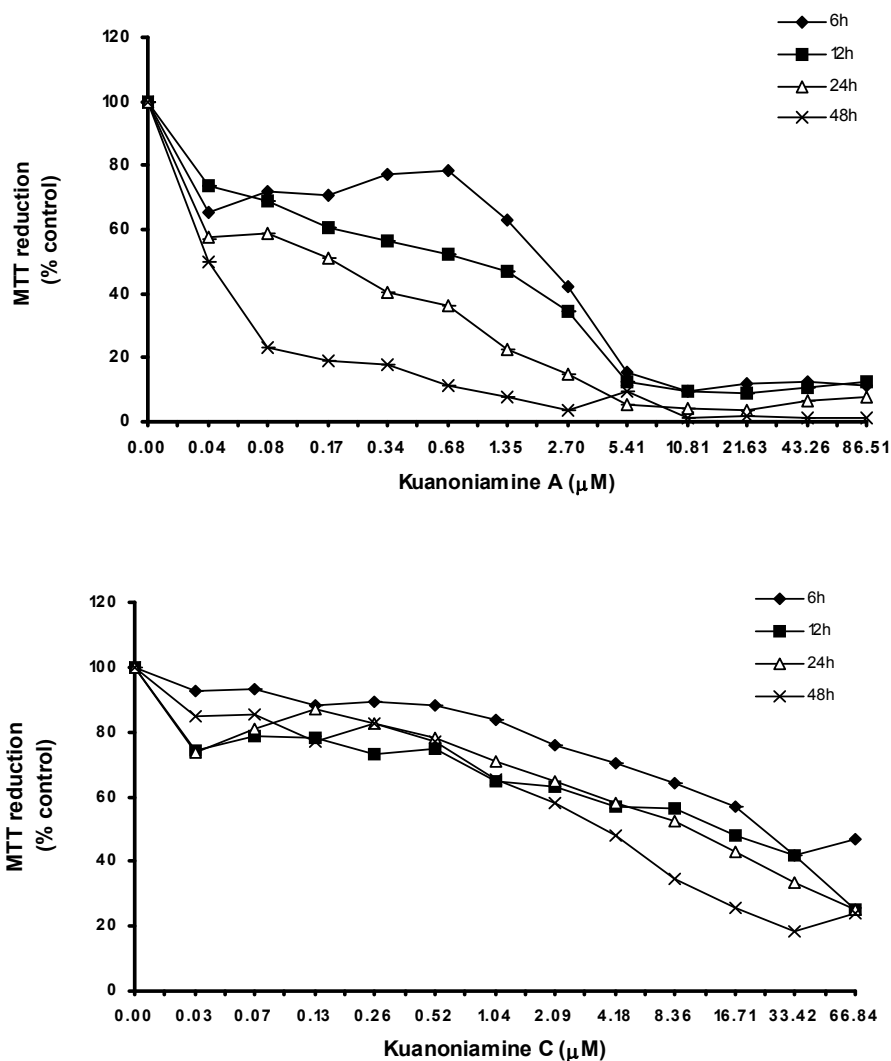 6h
12h
24h
48h
120
100
80
60
40
20
0
MTT reduction
(% control)
0.00 0.04 0.08 0.17 0.34 0.68 1.35 2.70 5.41 10.81 21.63 43.26 86.51
Kuanoniamine A (μM)
6h
12h
24h
48h
120
100
80
60
40
20
0
MTT reduction
(% control)
0.00 0.03 0.07 0.13 0.26 0.52 1.04 2.09 4.18 8.36 16.71 33.42 66.84
Kuanoniamine C (μM)